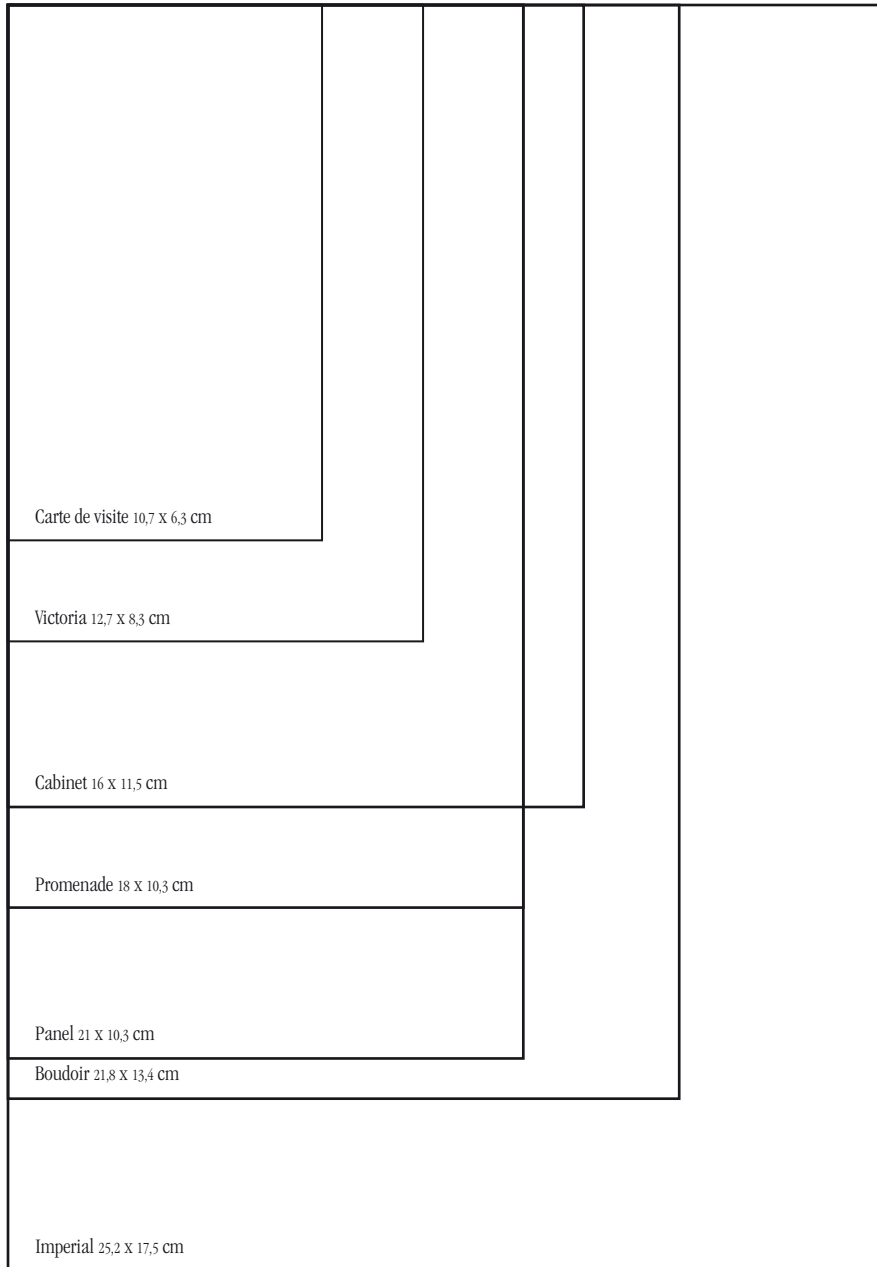 Carte de visite 10,7 x 6,3 cm
Victoria 12,7 x 8,3 cm
Cabinet 16 x 11,5 cm
Promenade 18 x 10,3 cm
Panel 21 x 10,3 cm
Boudoir 21,8 x 13,4 cm
Imperial 25,2 x 17,5 cm